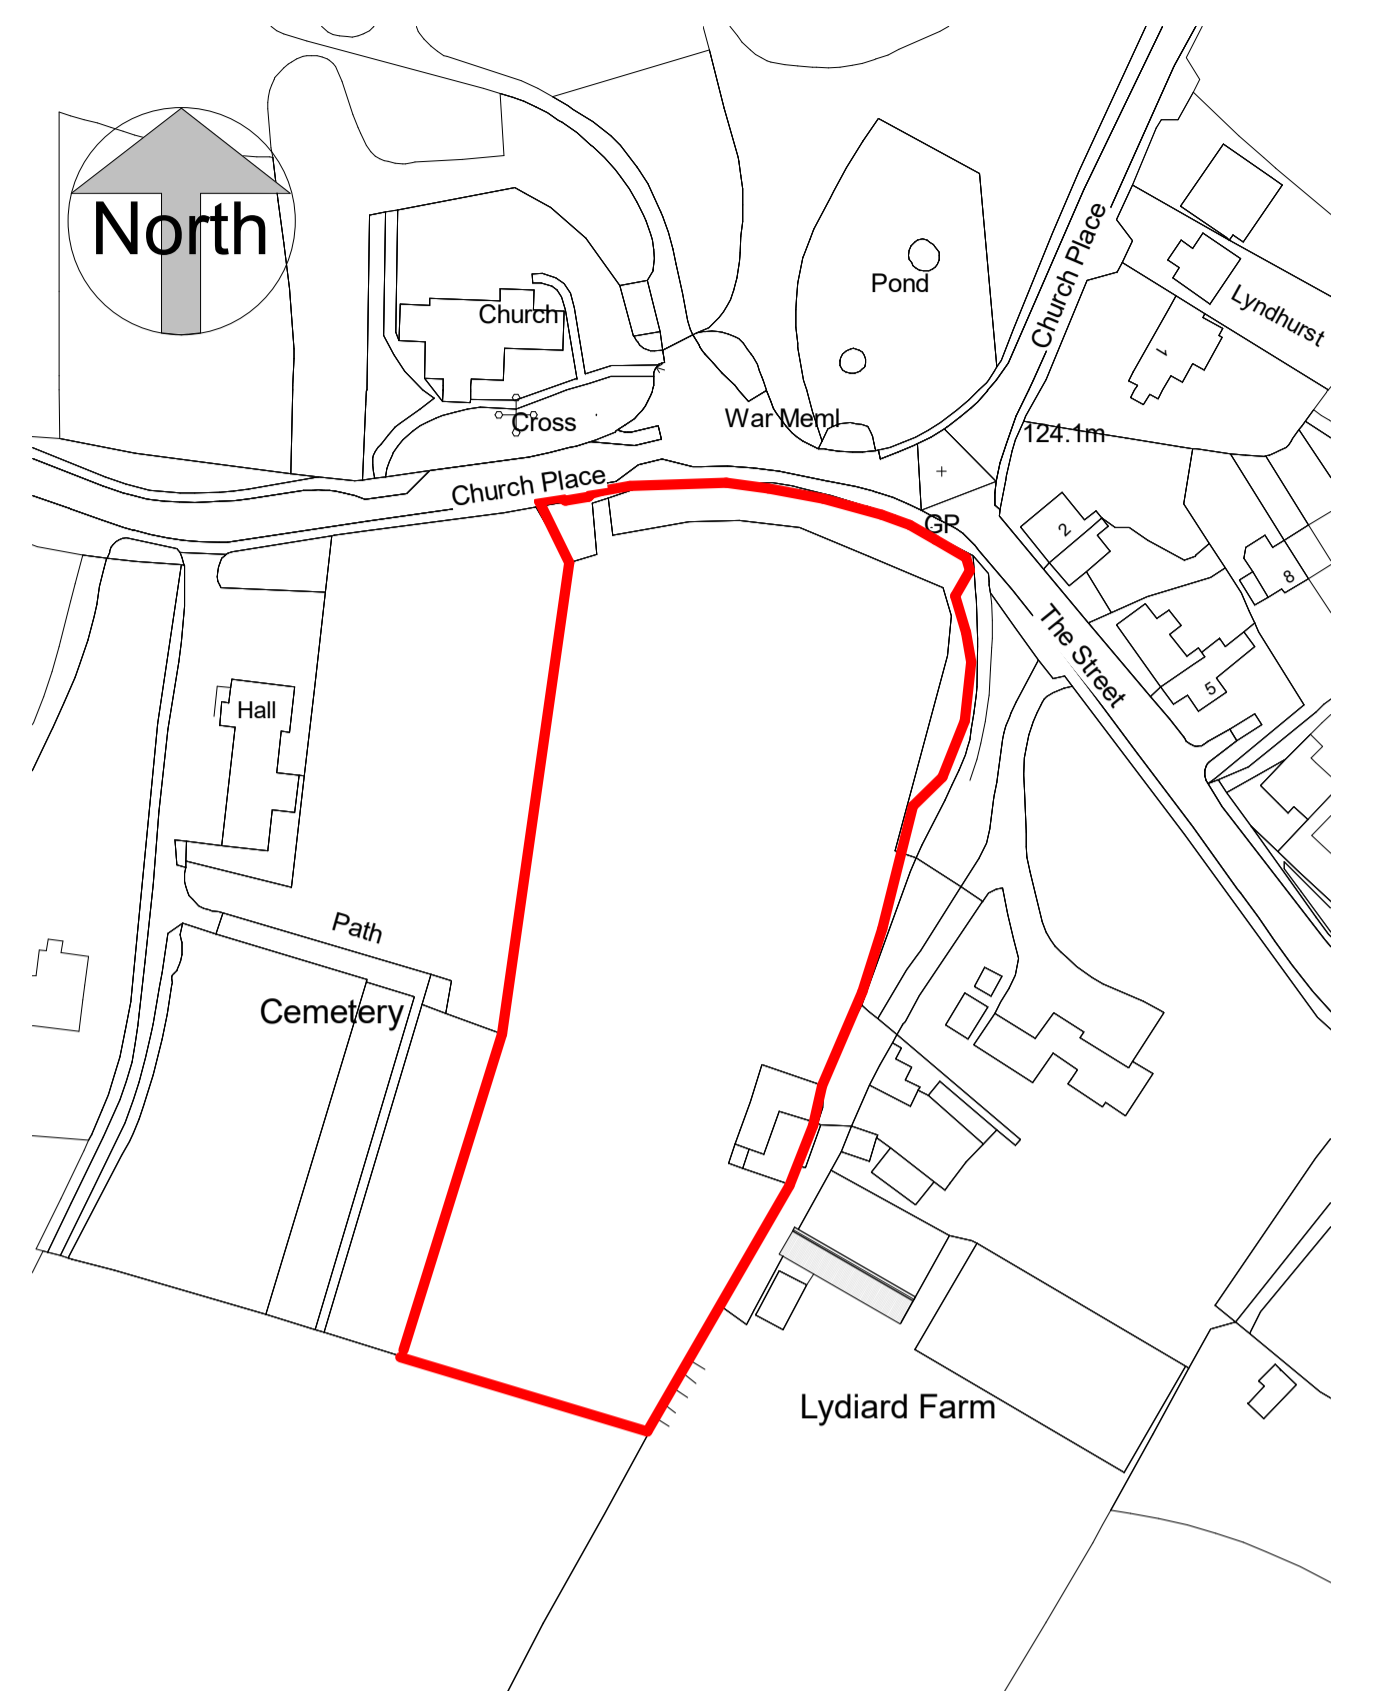 North
Church Place
Pond
Lyndhurst
Church
1
Cross
War Meml
124.1m
Church Place
GP
2
8
The Street
5
Hall
Path
Cemetery
Lydiard Farm